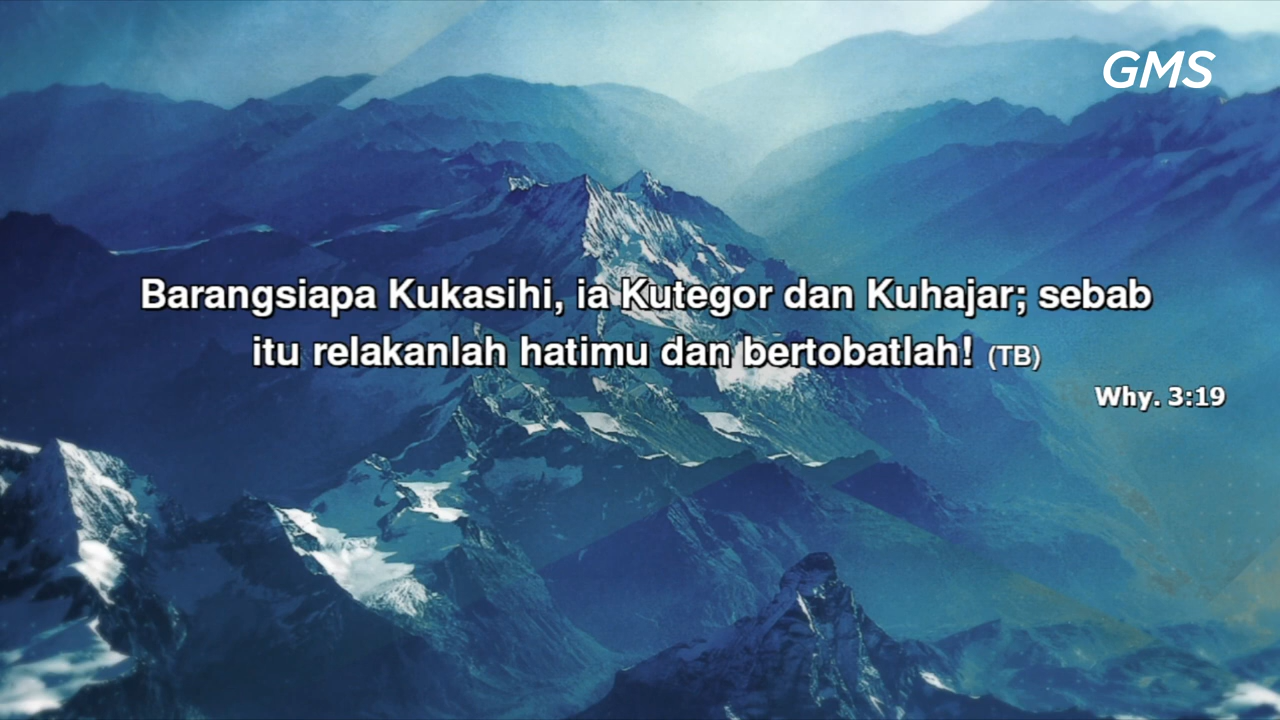 GMS
Barangsiapa Kukasihi, ia Kutegor dan Kuhajar; sebab
itu relakanlah hatimu dan bertobatlah! (TB)
Why. 3:19